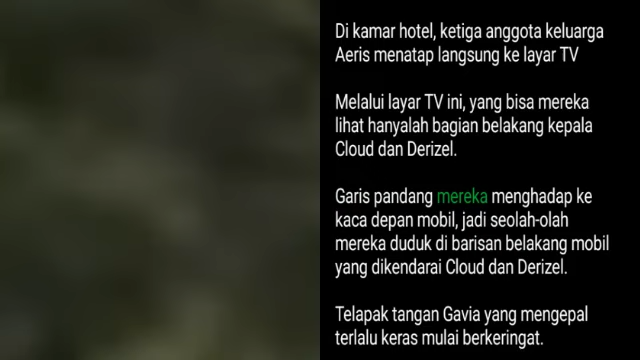 Di kamar hotel, ketiga anggota keluarga
Aeris menatap langsung ke layar TV
Melalui layar TV ini, yang bisa mereka
lihat hanyalah bagian belakang kepala
Cloud dan Derizel.
Garis pandang mereka menghadap ke
kaca depan mobil, jadi seolah-olah
mereka duduk di barisan belakang mobil
yang dikendarai Cloud dan Derizel.
Telapak tangan Gavia yang mengepal
terlalu keras mulai berkeringat.